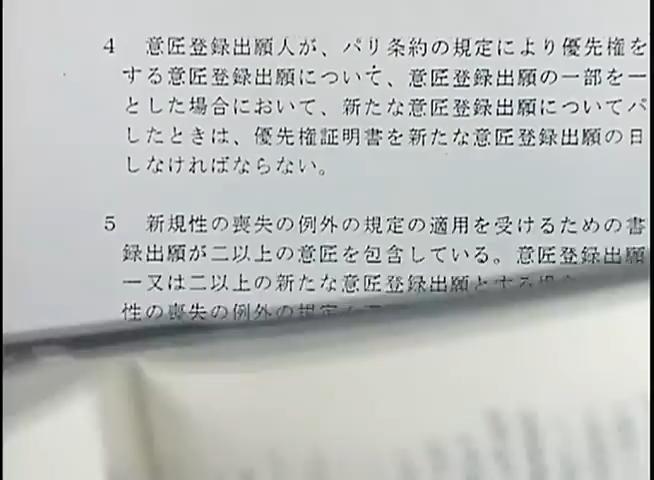 4　意匠登録出願人が、パリ条約の規定により優先権を
する意匠登録出願について、意匠登録出願の一部を一
とした場合において、新たな意匠登録出願についてパ
したときは、優先権証明書を新たな意匠登録出願の日
しなければならない。
5　新規性の喪失の例外の規定の適用を受けるための書
録出願が二以上の意匠を包含している。意匠登録出願
一又は二以上の新たな意匠登録出願とする場合
性の喪失の例外の規定